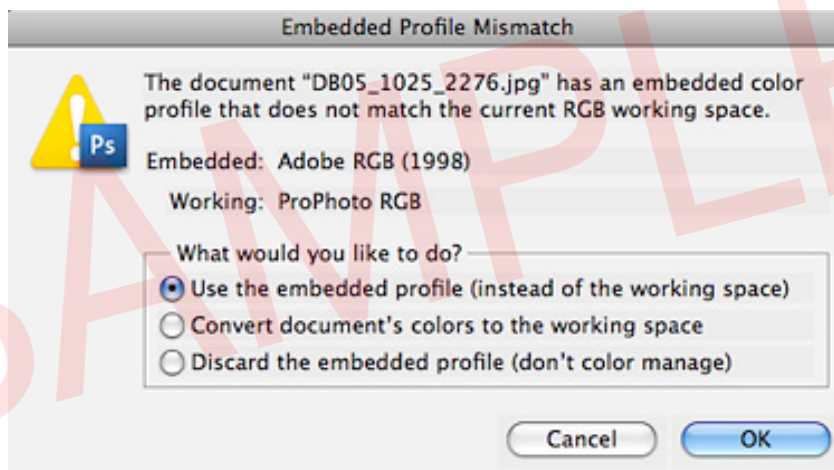 Embedded Profile Mismatch
The document "DB05_1025_2276.jpg" has an embedded color
profile that does not match the current RGB working space.
Ps
Embedded: Adobe RGB (1998)
Working: ProPhoto RGB
What would you like to do?
Use the embedded profile (instead of the working space)
Convert document's colors to the working space
Discard the embedded profile (don't color manage)
Cancel OK
SAMPLE